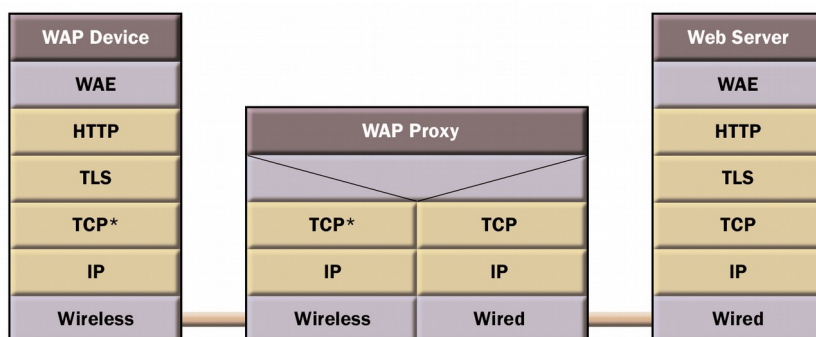 WAP Device
WAE
HTTP
TLS
TCP*
IP
Wireless
WAP Proxy
TCP* TCP
IP IP
Wireless Wired
Web Server
WAE
HTTP
TLS
TCP
IP
Wired